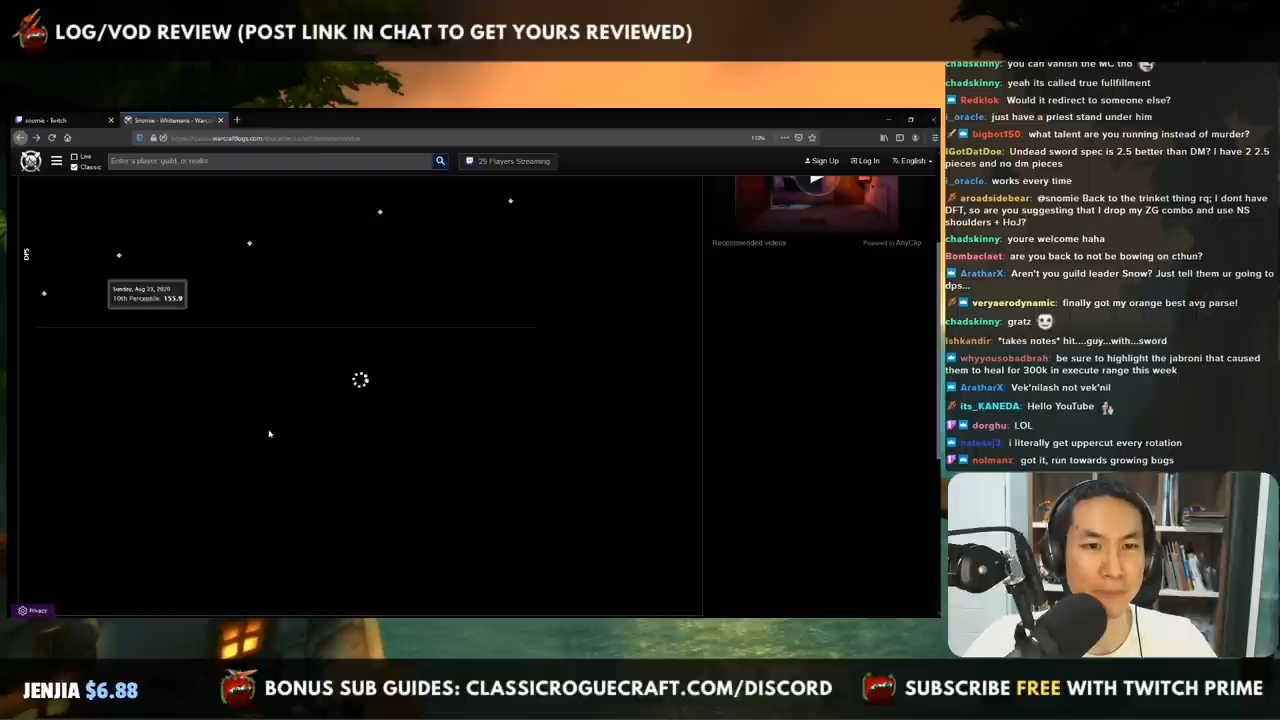 LOG/VOD REVIEW (POST LINK IN CHAT TO GET YOURS REVIEWED)
snomie - Twitch
Snomie - Whitemane - Warc
110%
Live
Classic
Enter a player, guild, or realm
29 Players Streaming
Sign Up
Log In
English
DPS
Sunday, Aug 23, 2020
10th Percentile: 155.9
Recommended videos
Powered by AnyClip
Privacy
chadskinny: you can vanish the MC tho
chadskinny: yeah its called true fullfillment
Redklok: Would it redirect to someone else?
i_oracle: just have a priest stand under him
bigbot150: what talent are you running instead of murder?
IGotDatDoe: Undead sword spec is 2.5 better than DM? I have 2 2.5
pieces and no dm pieces
i_oracle: works every time
aroadsidebear: @snomie Back to the trinket thing rq; I dont have
DFT, so are you suggesting that I drop my ZG combo and use NS
shoulders + HoJ?
chadskinny: youre welcome haha
Bombaclaet: are you back to not be bowing on cthun?
AratharX: Aren't you guild leader Snow? Just tell them ur going to
dps...
veryaerodynamic: finally got my orange best avg parse!
chadskinny: gratz
Ishkandir: *takes notes* hit....guy...with...sword
whyyousobadbrah: be sure to highlight the jabroni that caused
them to heal for 300k in execute range this week
AratharX: Vek'nilash not vek'nil
its_KANEDA: Hello YouTube
dorghu: LOL
natessj3: i literally get uppercut every rotation
nolmanz: got it, run towards growing bugs
JENJIA $6.88
BONUS SUB GUIDES: CLASSICROGUECRAFT.COM/DISCORD
SUBSCRIBE FREE WITH TWITCH PRIME